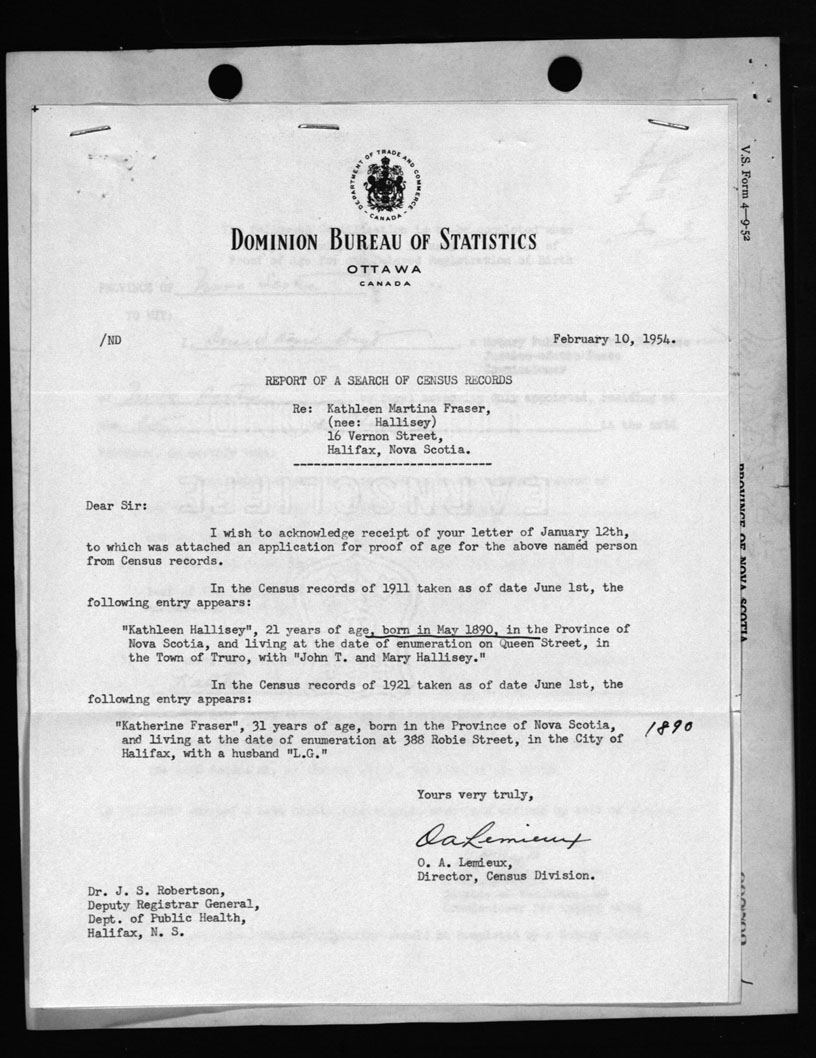 DEPARTMENT OF TRADE AND COMMERCE
- CANADA -
DOMINION BUREAU OF STATISTICS
OTTAWA
CANADA
V.S. Form 4—9-52
/ND
February 10, 1954.
REPORT OF A SEARCH OF CENSUS RECORDS
Re: Kathleen Martina Fraser,
(nee: Hallisey)
16 Vernon Street,
Halifax, Nova Scotia.
PROVINCE OF NOVA SCOTIA
Dear Sir:
I wish to acknowledge receipt of your letter of January 12th,
to which was attached an application for proof of age for the above named person
from Census records.
In the Census records of 1911 taken as of date June 1st, the
following entry appears:
"Kathleen Hallisey", 21 years of age, born in May 1890, in the Province of
Nova Scotia, and living at the date of enumeration on Queen Street, in
the Town of Truro, with "John T. and Mary Hallisey."
In the Census records of 1921 taken as of date June 1st, the
following entry appears:
"Katherine Fraser", 31 years of age, born in the Province of Nova Scotia,
and living at the date of enumeration at 388 Robie Street, in the City of
Halifax, with a husband "L.G."
1890
Yours very truly,
OaLemieux
O. A. Lemieux,
Director, Census Division.
Dr. J. S. Robertson,
Deputy Registrar General,
Dept. of Public Health,
Halifax, N. S.